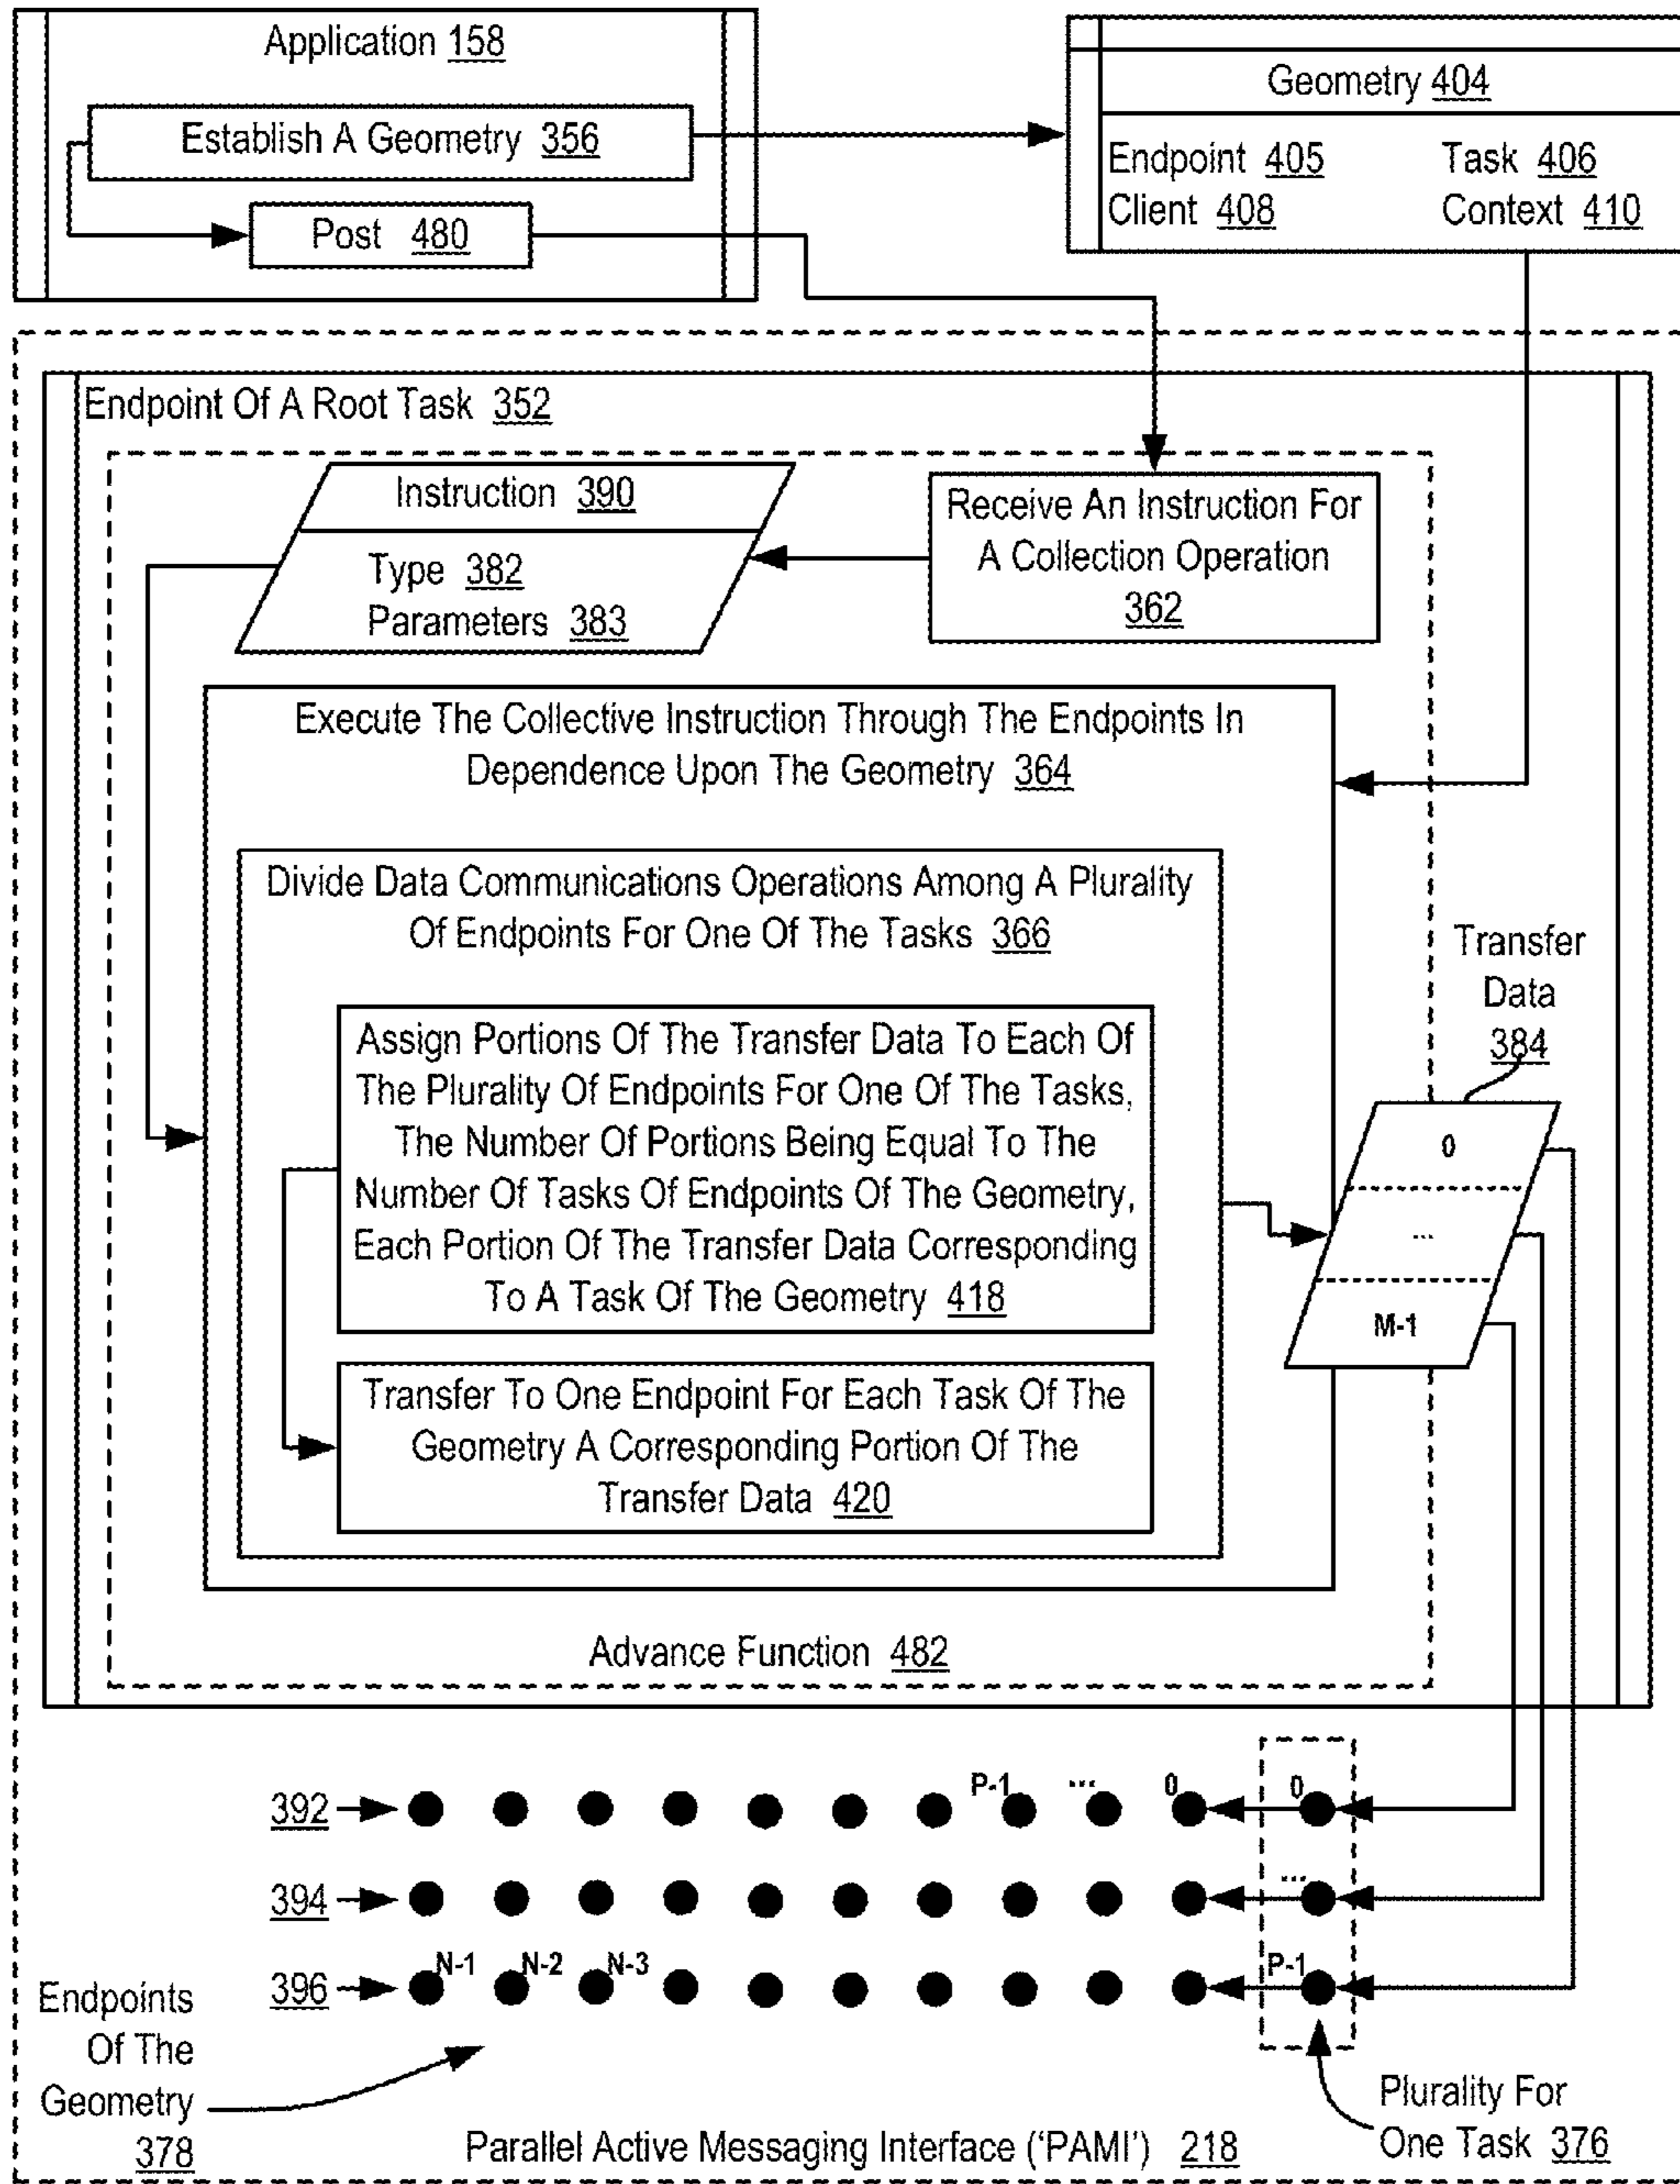 Application 158
Establish A Geometry 356
Post 480
Geometry 404
Endpoint 405 Task 406
Client 408 Context 410
Endpoint Of A Root Task 352
Instruction 390
Type 382
Parameters 383
Receive An Instruction For
A Collection Operation
362
Execute The Collective Instruction Through The Endpoints In
Dependence Upon The Geometry 364
Divide Data Communications Operations Among A Plurality
Of Endpoints For One Of The Tasks 366
Assign Portions Of The Transfer Data To Each Of
The Plurality Of Endpoints For One Of The Tasks,
The Number Of Portions Being Equal To The
Number Of Tasks Of Endpoints Of The Geometry,
Each Portion Of The Transfer Data Corresponding
To A Task Of The Geometry 418
Transfer To One Endpoint For Each Task Of The
Geometry A Corresponding Portion Of The
Transfer Data 420
Transfer
Data
384
0
...
M-1
Advance Function 482
392 P-1 ... 0 0
394 ...
396 N-1 N-2 N-3 P-1
Endpoints
Of The
Geometry
378
Parallel Active Messaging Interface (‘PAMI’) 218
Plurality For
One Task 376